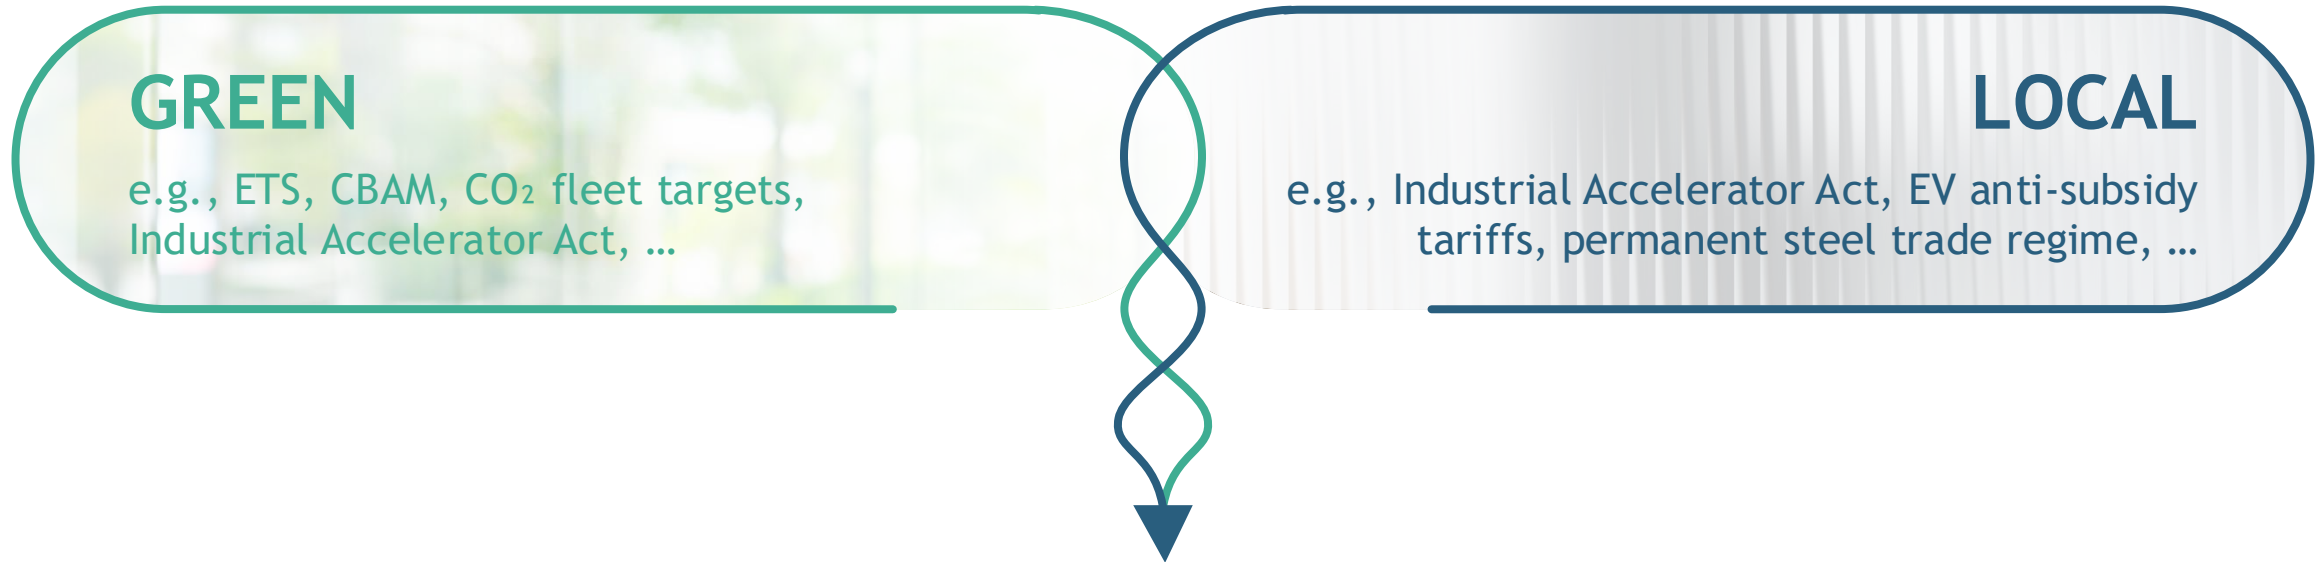 GREEN
e.g., ETS, CBAM, CO₂ fleet targets,
Industrial Accelerator Act, …
LOCAL
e.g., Industrial Accelerator Act, EV anti-subsidy
tariffs, permanent steel trade regime, …